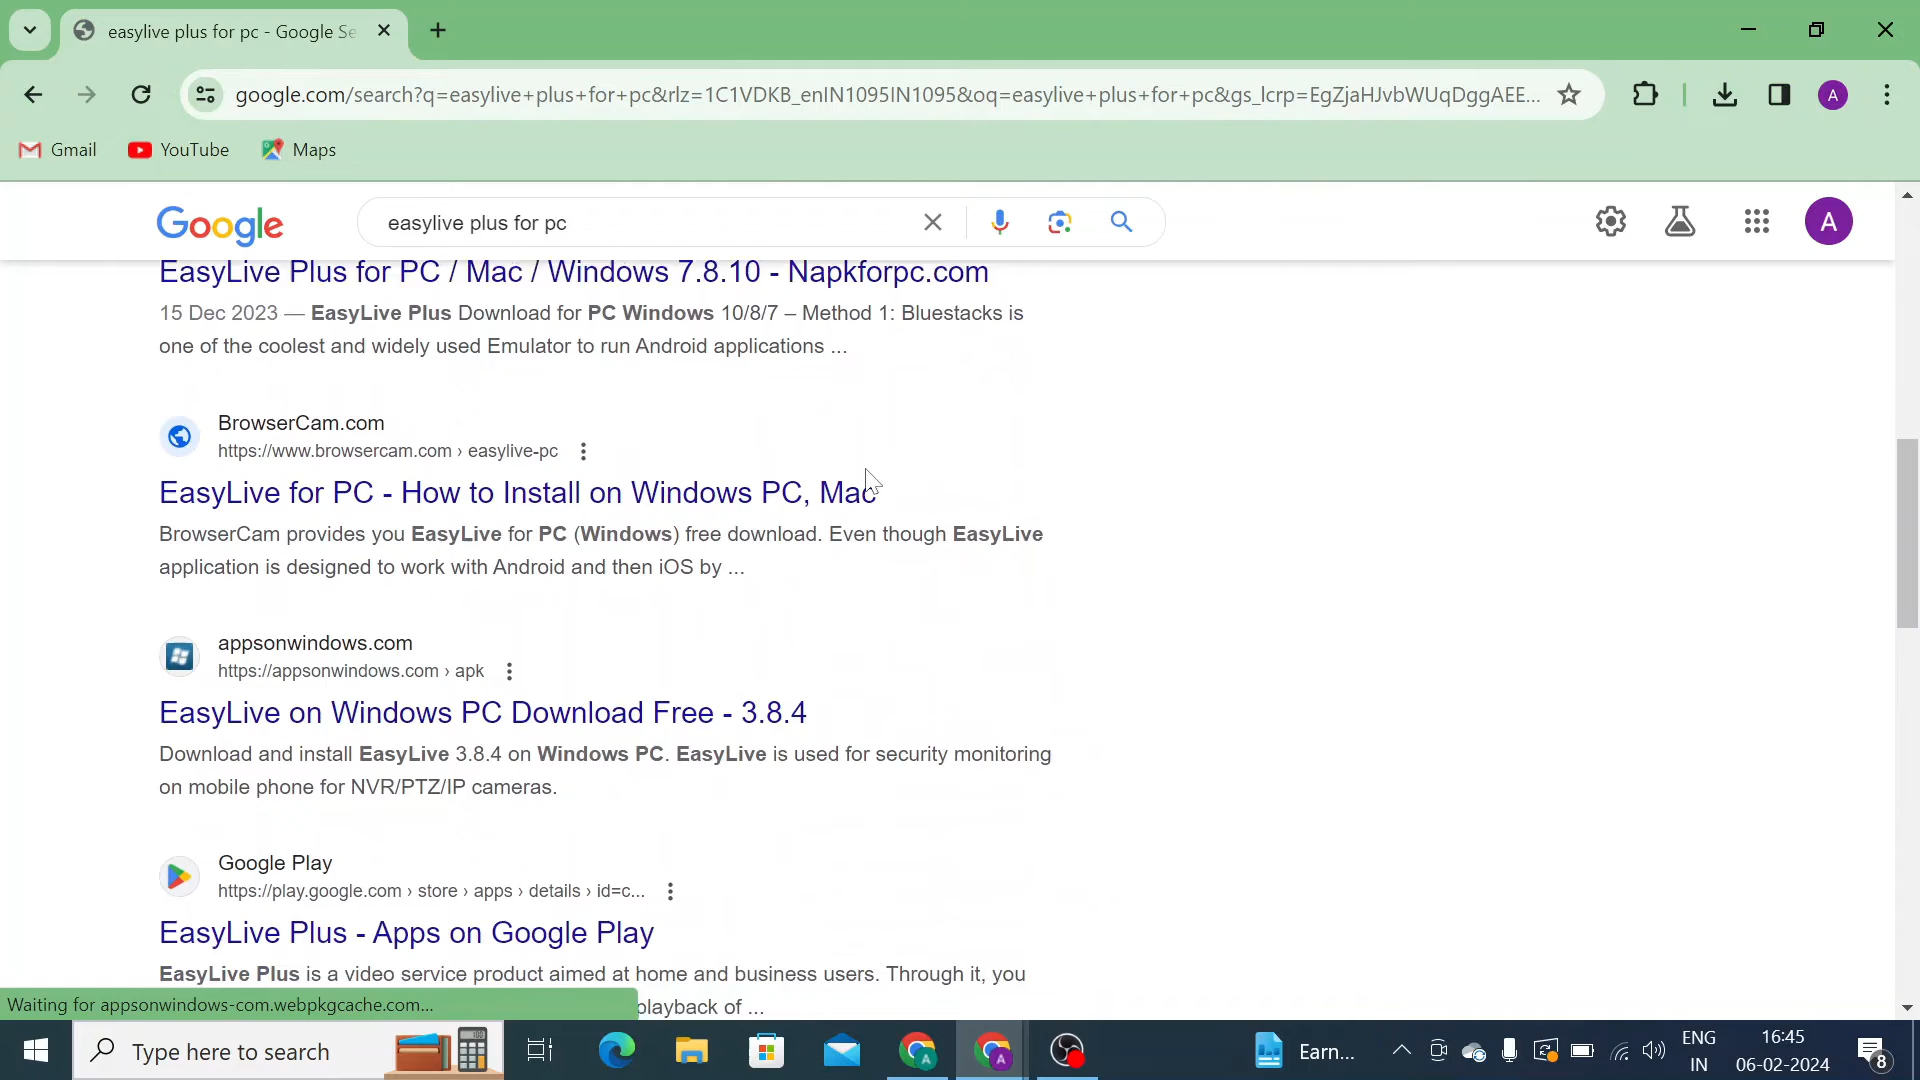 easylive plus for pc - Google Se
google.com/search?q=easylive+plus+for+pc&rlz=1C1VDKB_enIN1095IN1095&oq=easylive+plus+for+pc&gs_lcrp=EgZjaHJvbWUqDggAEE...
A
Gmail
YouTube
Maps
Google
easylive plus for pc
A
EasyLive Plus for PC / Mac / Windows 7.8.10 - Napkforpc.com
15 Dec 2023 — EasyLive Plus Download for PC Windows 10/8/7 – Method 1: Bluestacks is
one of the coolest and widely used Emulator to run Android applications ...
BrowserCam.com
https://www.browsercam.com › easylive-pc
EasyLive for PC - How to Install on Windows PC, Mac
BrowserCam provides you EasyLive for PC (Windows) free download. Even though EasyLive
application is designed to work with Android and then iOS by ...
appsonwindows.com
https://appsonwindows.com › apk
EasyLive on Windows PC Download Free - 3.8.4
Download and install EasyLive 3.8.4 on Windows PC. EasyLive is used for security monitoring
on mobile phone for NVR/PTZ/IP cameras.
Google Play
https://play.google.com › store › apps › details › id=c...
EasyLive Plus - Apps on Google Play
EasyLive Plus is a video service product aimed at home and business users. Through it, you
playback of ...
Waiting for appsonwindows-com.webpkgcache.com...
Type here to search
A
A
Earn...
ENG
IN
16:45
06-02-2024
8